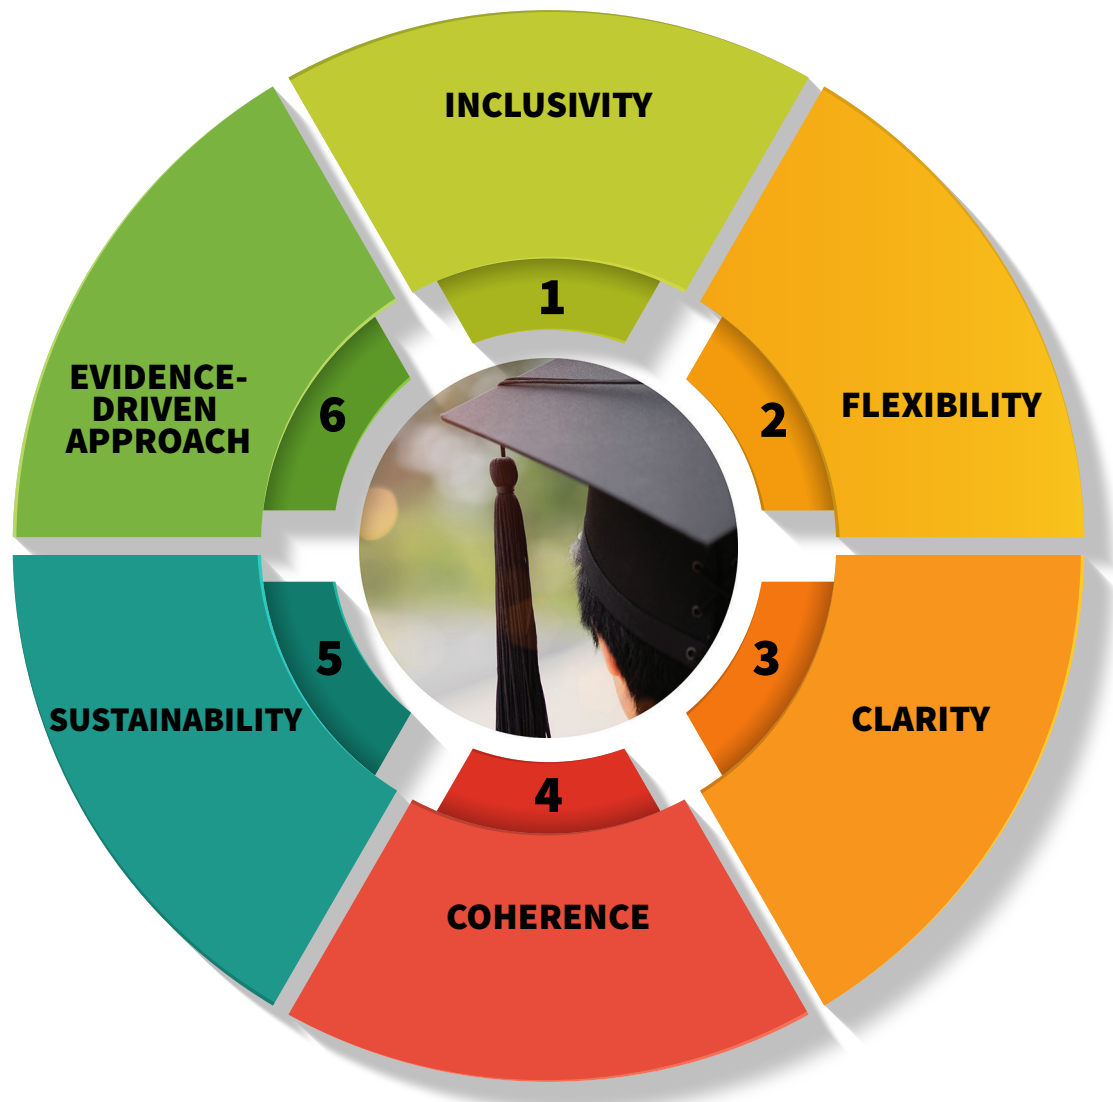 INCLUSIVITY
1
FLEXIBILITY
2
CLARITY
3
COHERENCE
4
SUSTAINABILITY
5
EVIDENCE-
DRIVEN
APPROACH
6